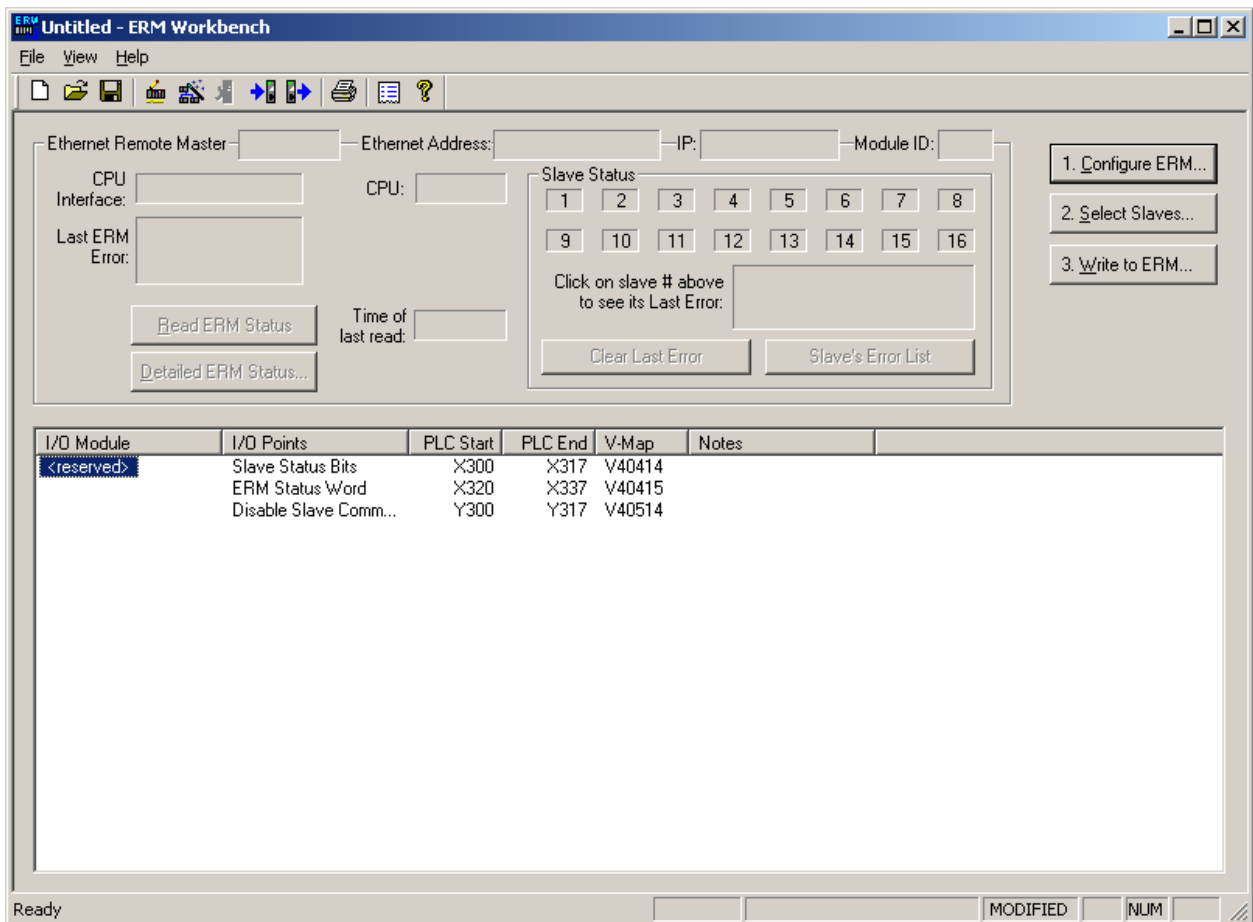 Untitled - ERM Workbench
File View Help
Ethernet Remote Master Ethernet Address: IP: Module ID:
CPU Interface: CPU:
Last ERM Error:
Read ERM Status
Detailed ERM Status...
Time of last read:
Slave Status
1 2 3 4 5 6 7 8
9 10 11 12 13 14 15 16
Click on slave # above
to see its Last Error:
Clear Last Error Slave's Error List
1. Configure ERM...
2. Select Slaves...
3. Write to ERM...
I/O Module I/O Points PLC Start PLC End V-Map Notes
<reserved> Slave Status Bits X300 X317 V40414
ERM Status Word X320 X337 V40415
Disable Slave Comm... Y300 Y317 V40514
Ready MODIFIED NUM